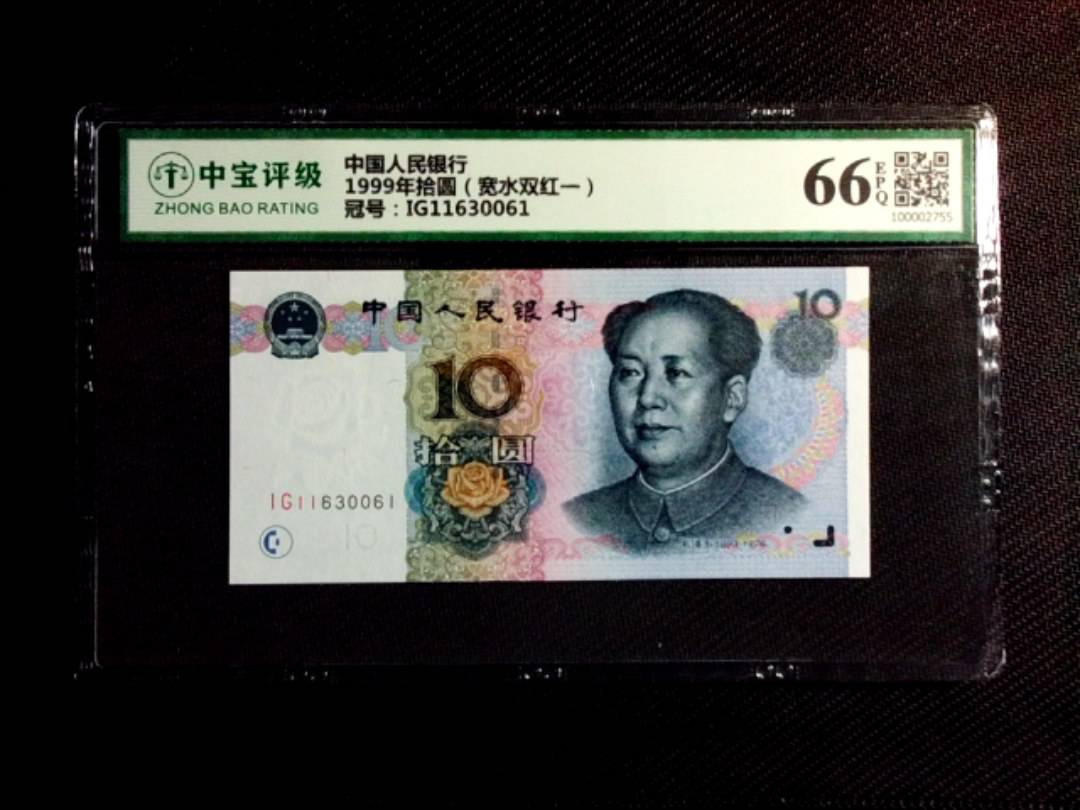 中宝评级
ZHONG BAO RATING
中国人民银行
1999年拾圆（宽水双红一）
冠号：IG11630061
66
EPQ
100002755
中国人民银行
10
10
拾圆
IG11630061
10